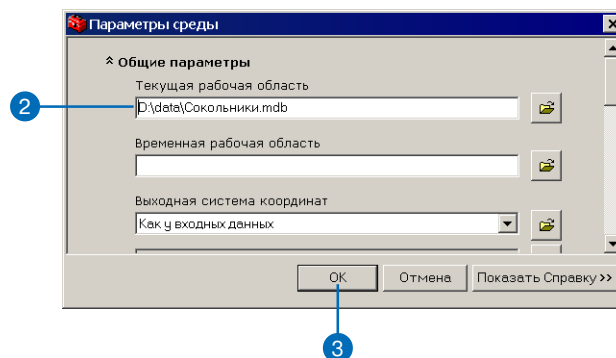 Параметры среды
Общие параметры
Текущая рабочая область
2
D:\data\Сокольники.mdb
Временная рабочая область
Выходная система координат
Как у входных данных
OK
Отмена
Показать Справку >>
3